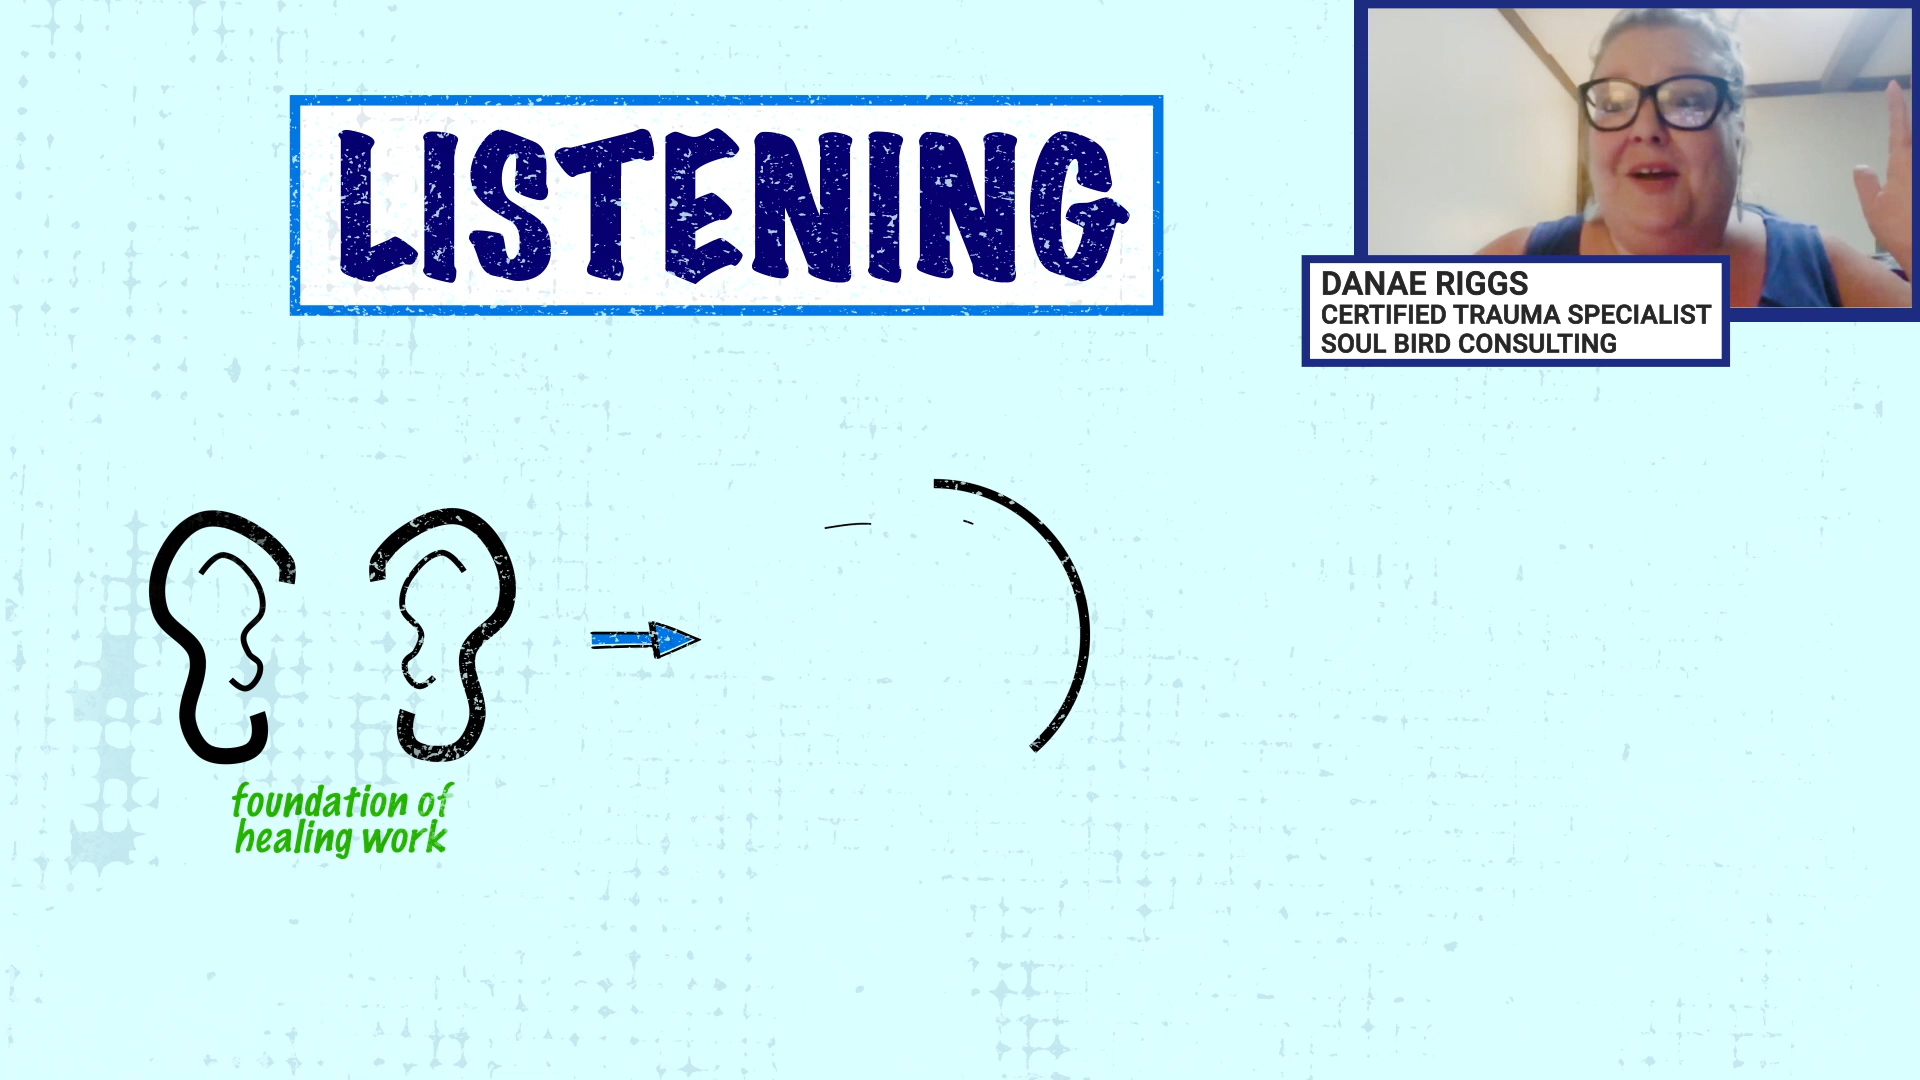 LISTENING
DANAE RIGGS
CERTIFIED TRAUMA SPECIALIST
SOUL BIRD CONSULTING
foundation of
healing work